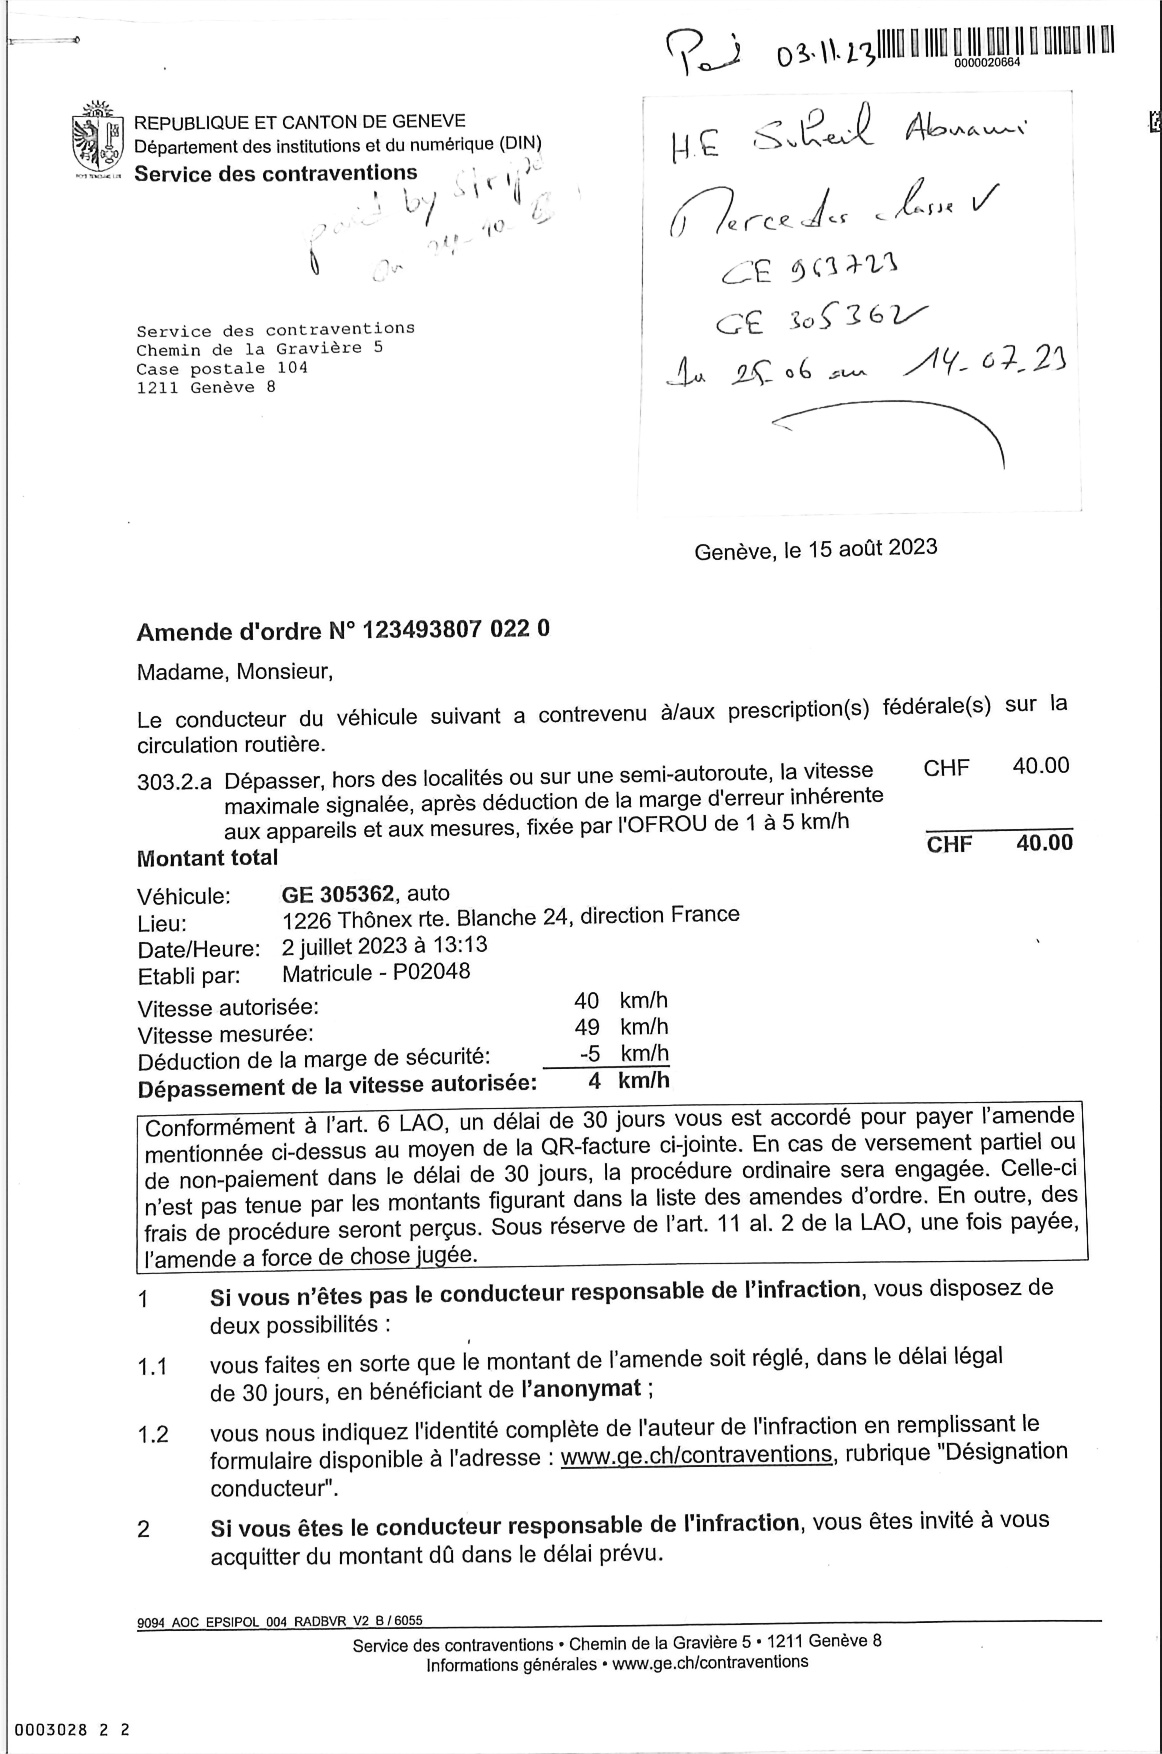 03.11.23
0000020664
REPUBLIQUE ET CANTON DE GENEVE
Département des institutions et du numérique (DIN)
Service des contraventions
paid by Stripe
on
H.E Suheil
Mercedes classe V
GE 963723
GE 305362
Du 25-06 au 14-07-23
Service des contraventions
Chemin de la Gravière 5
Case postale 104
1211 Genève 8
Genève, le 15 août 2023
Amende d'ordre N° 123493807 022 0
Madame, Monsieur,
Le conducteur du véhicule suivant a contrevenu à/aux prescription(s) fédérale(s) sur la
circulation routière.
303.2.a Dépasser, hors des localités ou sur une semi-autoroute, la vitesse CHF 40.00
maximale signalée, après déduction de la marge d'erreur inhérente
aux appareils et aux mesures, fixée par l'OFROU de 1 à 5 km/h
Montant total CHF 40.00
Véhicule: GE 305362, auto
Lieu: 1226 Thônex rte. Blanche 24, direction France
Date/Heure: 2 juillet 2023 à 13:13
Etabli par: Matricule - P02048
Vitesse autorisée: 40 km/h
Vitesse mesurée: 49 km/h
Déduction de la marge de sécurité: -5 km/h
Dépassement de la vitesse autorisée: 4 km/h
Conformément à l'art. 6 LAO, un délai de 30 jours vous est accordé pour payer l'amende
mentionnée ci-dessus au moyen de la QR-facture ci-jointe. En cas de versement partiel ou
de non-paiement dans le délai de 30 jours, la procédure ordinaire sera engagée. Celle-ci
n'est pas tenue par les montants figurant dans la liste des amendes d'ordre. En outre, des
frais de procédure seront perçus. Sous réserve de l'art. 11 al. 2 de la LAO, une fois payée,
l'amende a force de chose jugée.
1 Si vous n'êtes pas le conducteur responsable de l'infraction, vous disposez de
deux possibilités :
1.1 vous faites en sorte que le montant de l'amende soit réglé, dans le délai légal
de 30 jours, en bénéficiant de l'anonymat ;
1.2 vous nous indiquez l'identité complète de l'auteur de l'infraction en remplissant le
formulaire disponible à l'adresse : www.ge.ch/contraventions, rubrique "Désignation
conducteur".
2 Si vous êtes le conducteur responsable de l'infraction, vous êtes invité à vous
acquitter du montant dû dans le délai prévu.
9094 AOC EPSIPOL 004 RADBVR V2 B / 6055
Service des contraventions • Chemin de la Gravière 5 • 1211 Genève 8
Informations générales • www.ge.ch/contraventions
0003028 2 2